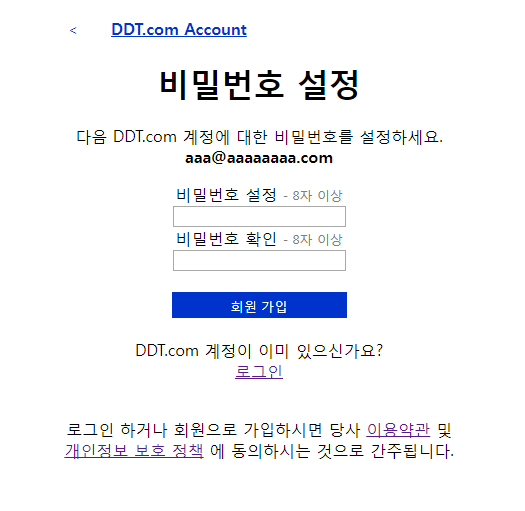 < DDT.com Account
비밀번호 설정
다음 DDT.com 계정에 대한 비밀번호를 설정하세요.
aaa@aaaaaaaa.com
비밀번호 설정 - 8자 이상
비밀번호 확인 - 8자 이상
회원 가입
DDT.com 계정이 이미 있으신가요?
로그인
로그인 하거나 회원으로 가입하시면 당사 이용약관 및
개인정보 보호 정책 에 동의하시는 것으로 간주됩니다.